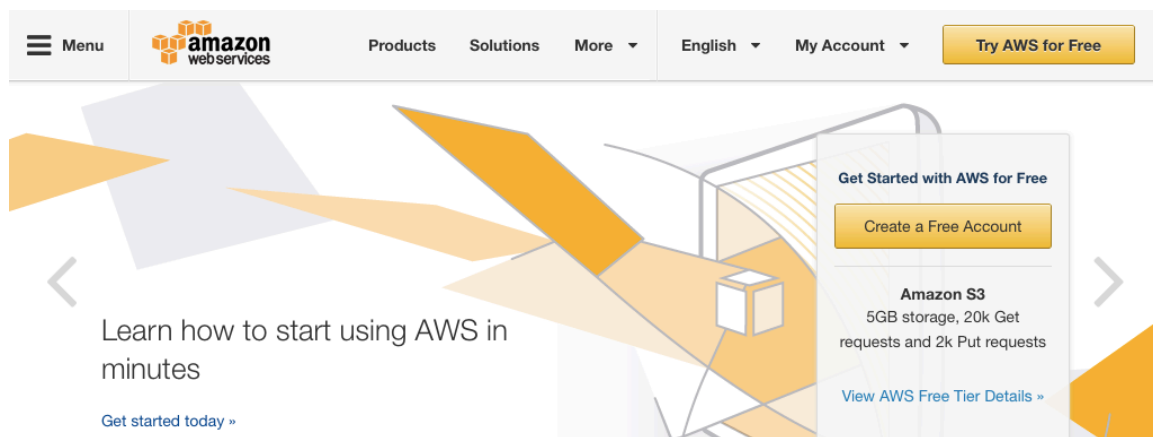 Menu
amazon
webservices
Products
Solutions
More
English
My Account
Try AWS for Free
Get Started with AWS for Free
Create a Free Account
Amazon S3
5GB storage, 20k Get
requests and 2k Put requests
View AWS Free Tier Details »
Learn how to start using AWS in
minutes
Get started today »